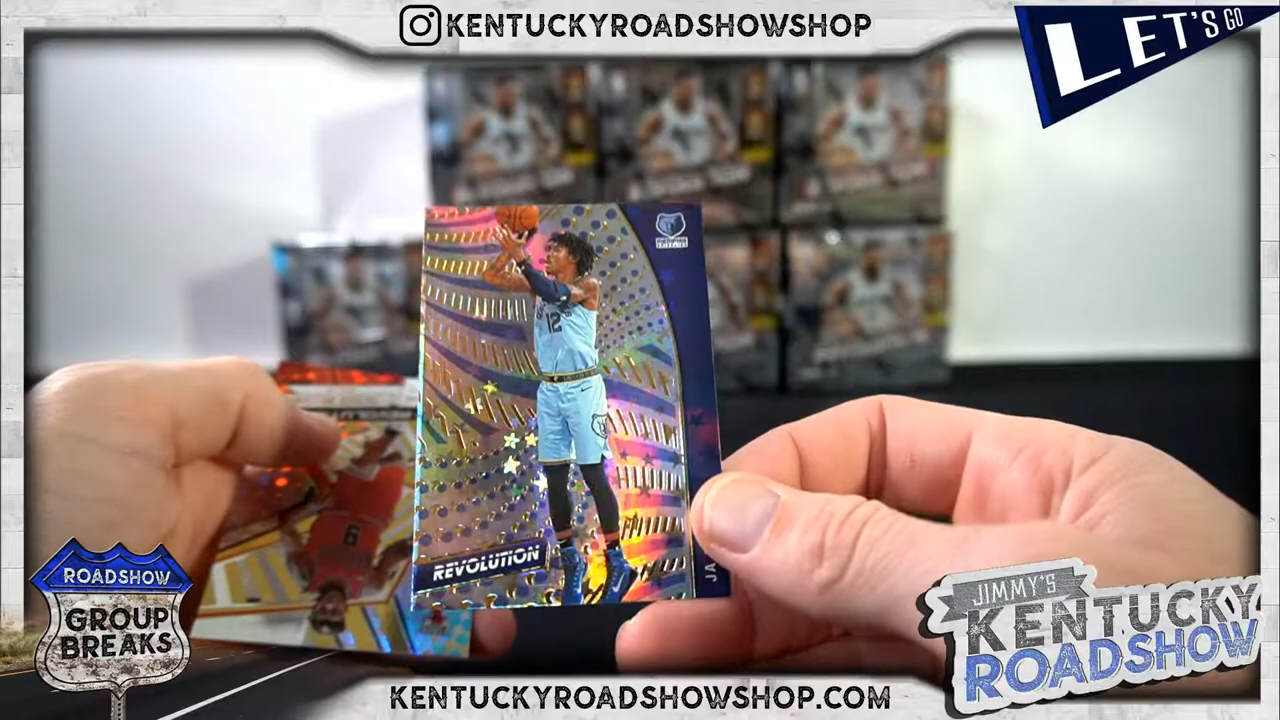 KENTUCKYROADSHOWSHOP
LET'S GO
12
REVOLUTION
JA
6
ROADSHOW
GROUP
BREAKS
JIMMY'S
KENTUCKY
ROADSHOW
KENTUCKYROADSHOWSHOP.COM